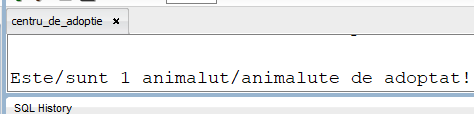 centru_de_adoptie
Este/sunt 1 animalut/animalute de adoptat!
SQL History